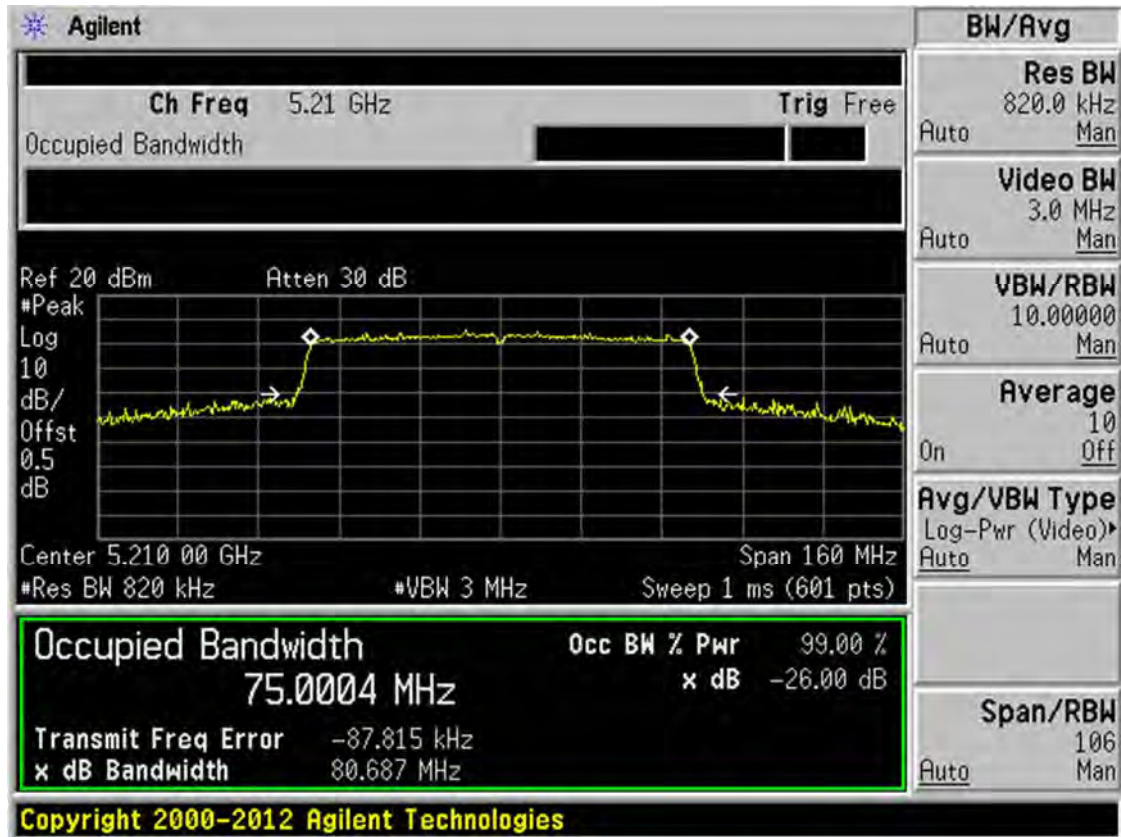 Agilent
Ch Freq 5.21 GHz Trig Free
Occupied Bandwidth
Ref 20 dBm Atten 30 dB
#Peak
Log
10
dB/
Offst
0.5
dB
Center 5.210 00 GHz Span 160 MHz
#Res BW 820 kHz #VBW 3 MHz Sweep 1 ms (601 pts)
Occupied Bandwidth Occ BW % Pwr 99.00 %
75.0004 MHz x dB -26.00 dB
Transmit Freq Error -87.815 kHz
x dB Bandwidth 80.687 MHz
Copyright 2000-2012 Agilent Technologies
BW/Avg
Res BW
820.0 kHz
Auto Man
Video BW
3.0 MHz
Auto Man
VBW/RBW
10.00000
Auto Man
Average
10
On Off
Avg/VBW Type
Log-Pwr (Video)
Auto Man
Span/RBW
106
Auto Man